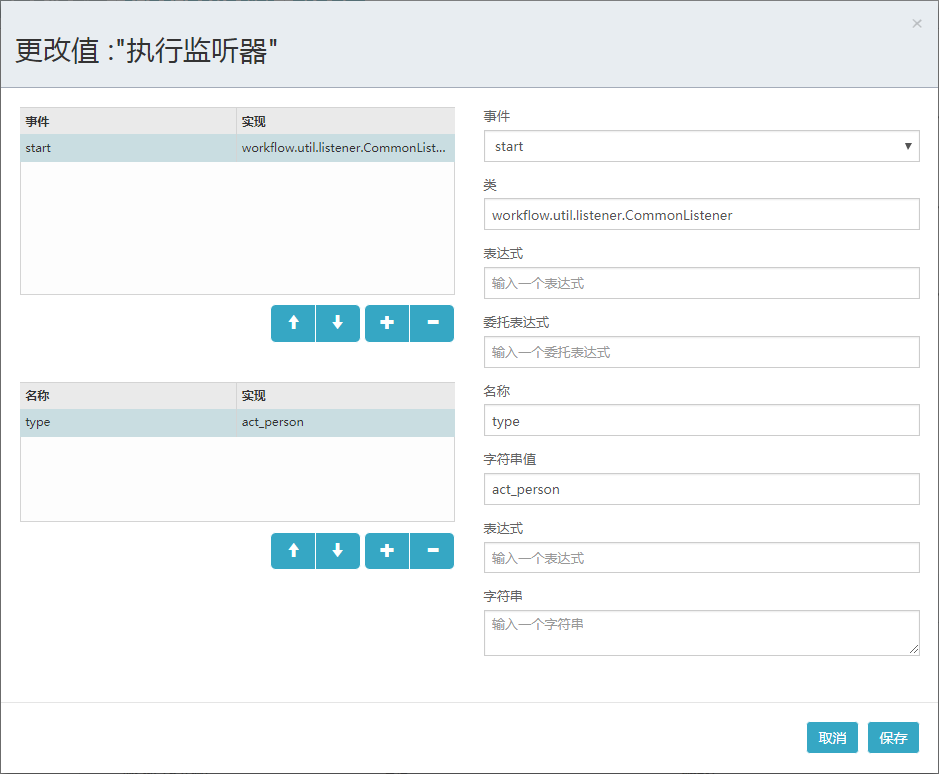 更改值 :"执行监听器"
×
事件 实现
start workflow.util.listener.CommonList...
名称 实现
type act_person
事件
start
类
workflow.util.listener.CommonListener
表达式
输入一个表达式
委托表达式
输入一个委托表达式
名称
type
字符串值
act_person
表达式
输入一个表达式
字符串
输入一个字符串
取消 保存